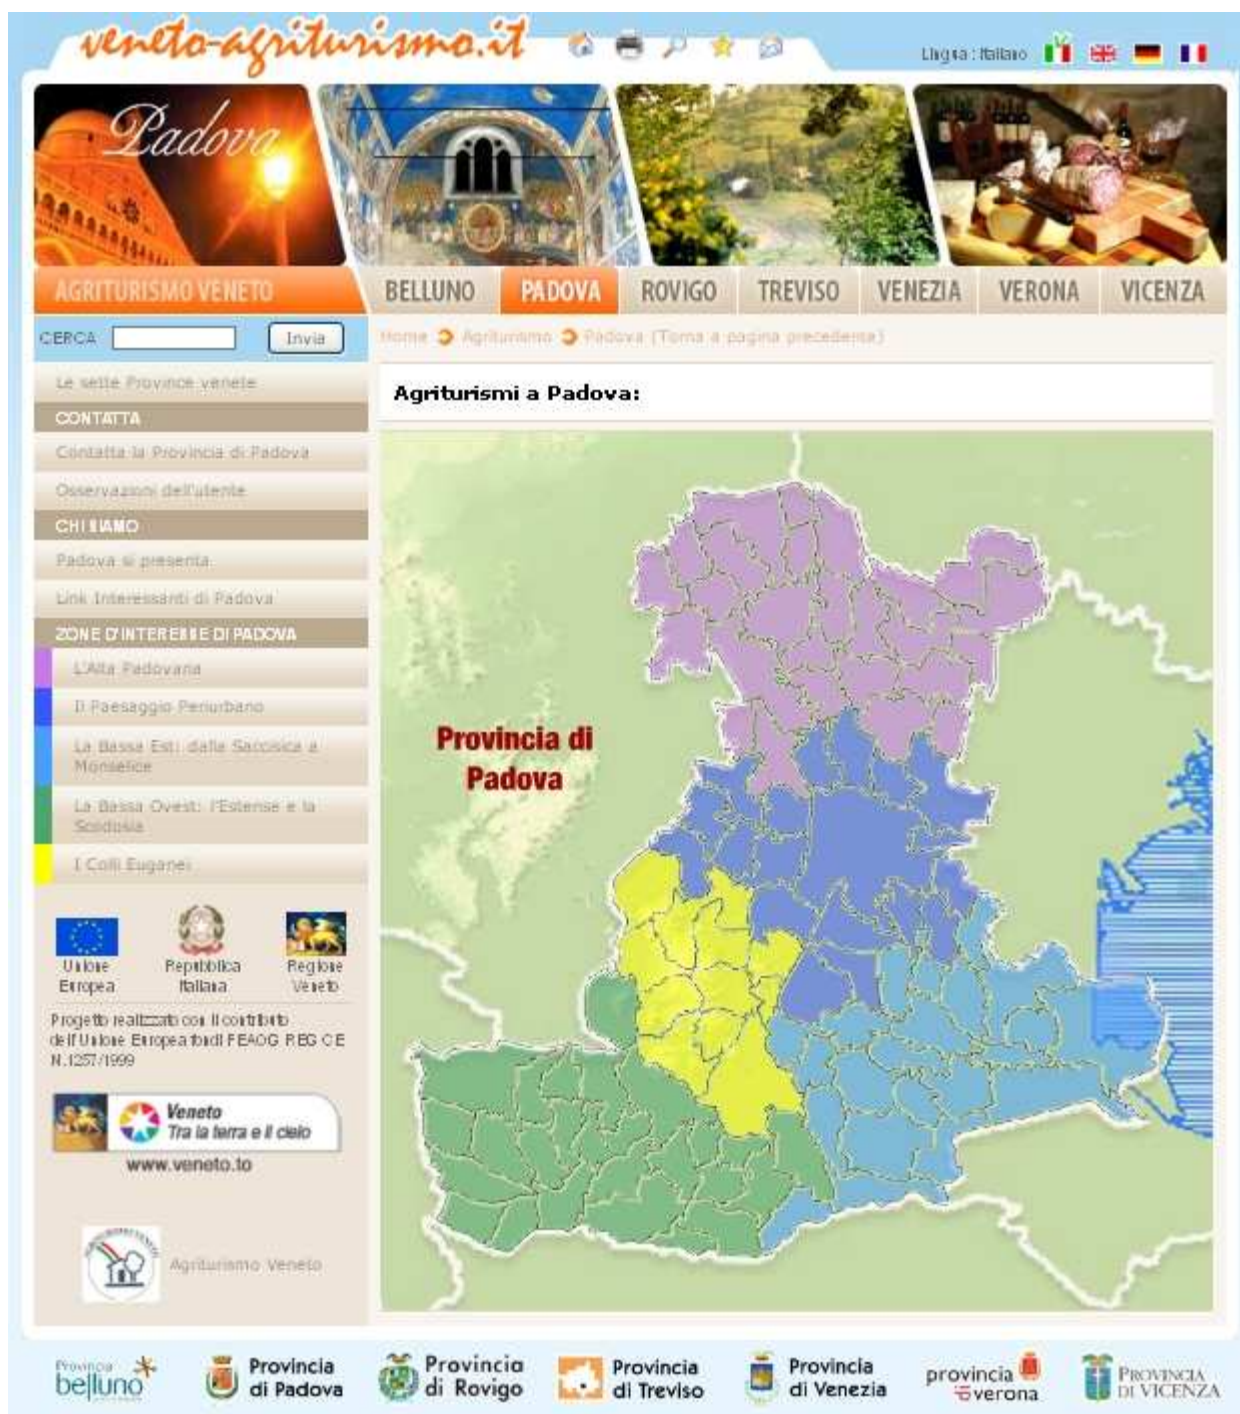 veneto-agriturismo.it
Lingua : Italiano
Padova
AGRITURISMO VENETO
BELLUNO PADOVA ROVIGO TREVISO VENEZIA VERONA VICENZA
CERCA Invia
Home Agriturismo Padova (Torna a pagina precedente)
Le sette Province venete
Agriturismi a Padova:
CONTATTA
Contatta la Provincia di Padova
Osservazioni dell'utente
CHI SIAMO
Padova si presenta
Link Interessanti di Padova
ZONE D'INTERESSE DI PADOVA
L'Alta Padovana
Il Paesaggio Periurbano
La Bassa Est: dalla Saccisica a
Monselice
La Bassa Ovest: l'Estense e la
Scodosia
I Colli Euganei
Provincia di
Padova
Unione
Europea
Repubblica
Italiana
Regione
Veneto
Progetto realizzato con il contributo
dell'Unione Europea fondi FEAOG REG CE
N.1257/1999
Veneto
Tra la terra e il cielo
www.veneto.to
AGRITURISMO VENETO
Agriturismo Veneto
Provincia
belluno
Provincia
di Padova
Provincia
di Rovigo
Provincia
di Treviso
Provincia
di Venezia
provincia
di verona
PROVINCIA
DI VICENZA